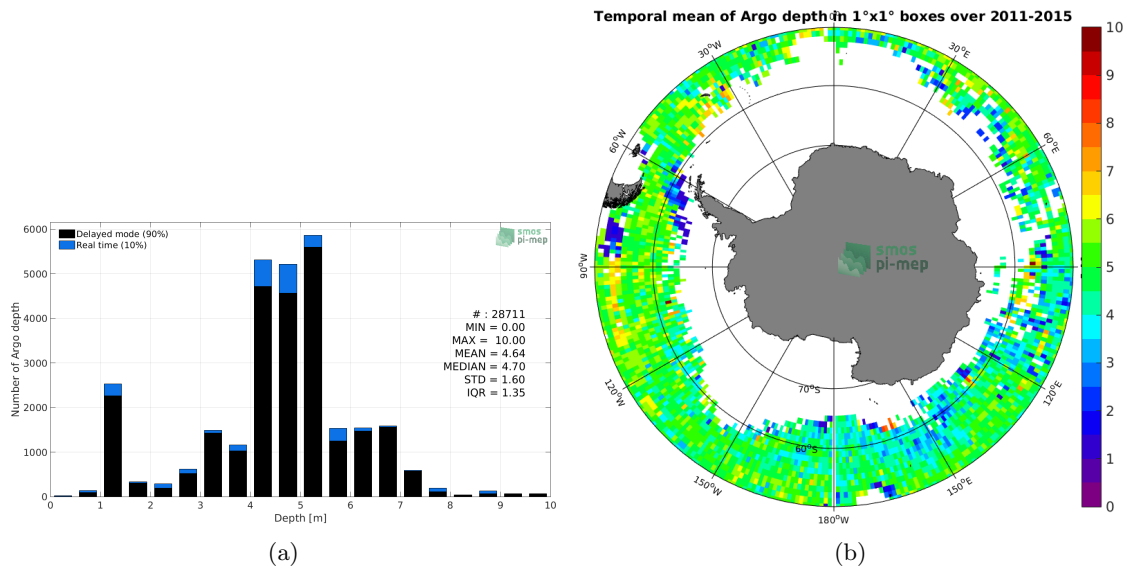 Temporal mean of Argo depth in 1°x1° boxes over 2011-2015
Delayed mode (90%)
Real time (10%)
smos
pi-mep
Number of Argo depth
6000
5000
4000
3000
2000
1000
0
# : 28711
MIN = 0.00
MAX = 10.00
MEAN = 4.64
MEDIAN = 4.70
STD = 1.60
IQR = 1.35
0 1 2 3 4 5 6 7 8 9 10
Depth [m]
(a)
30°W
30°E
60°W
60°E
90°W
120°W
120°E
150°W
150°E
180°W
70°S
60°S
smos
pi-mep
10
9
8
7
6
5
4
3
2
1
0
(b)